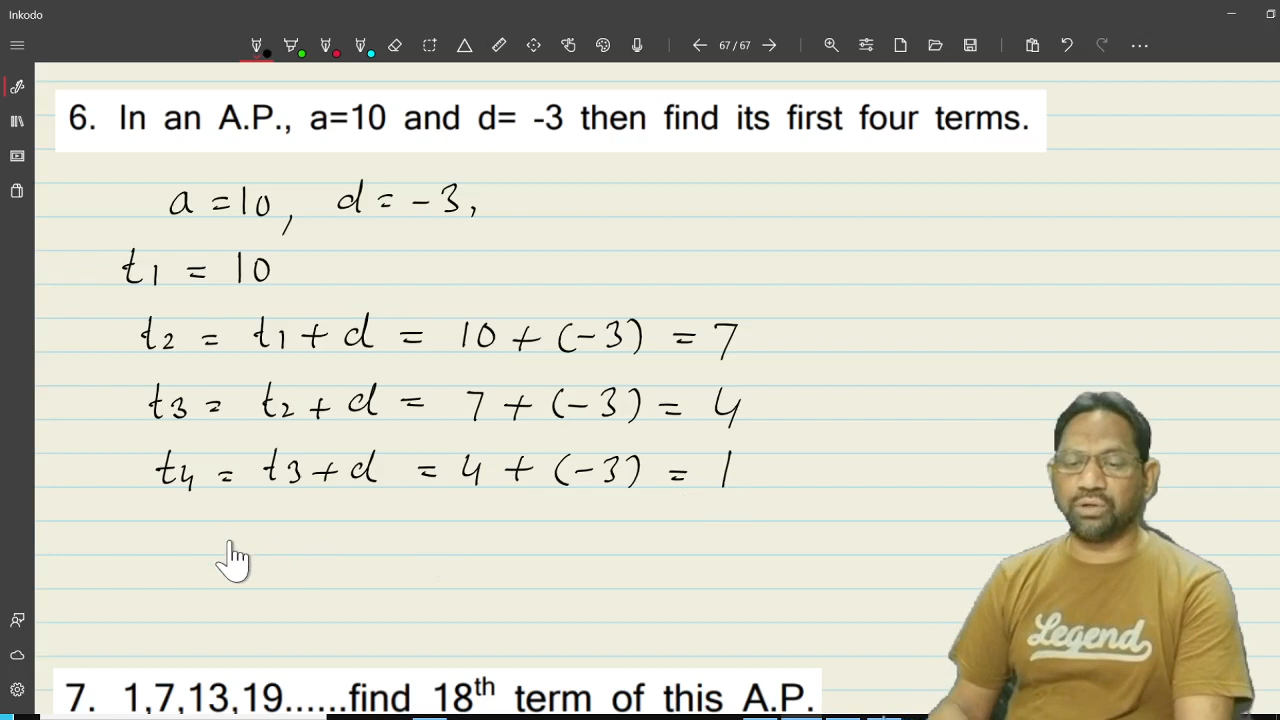 Inkodo
67 / 67
6. In an A.P., a=10 and d= -3 then find its first four terms.
a = 10, d = -3,
t1 = 10
t2 = t1 + d = 10 + (-3) = 7
t3 = t2 + d = 7 + (-3) = 4
t4 = t3 + d = 4 + (-3) = 1
Legend
7. 1,7,13,19......find 18th term of this A.P.